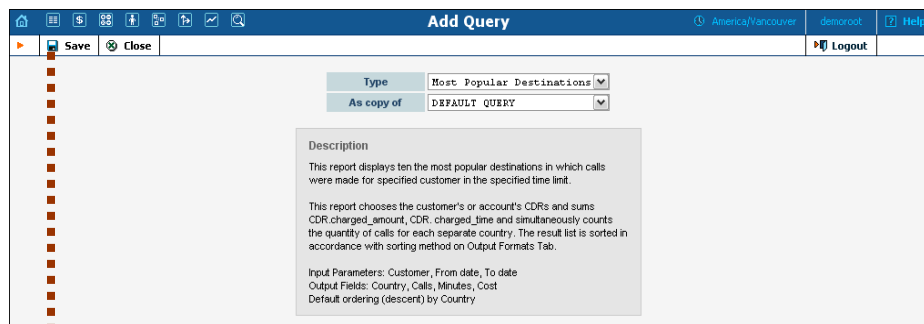 Add Query
America/Vancouver
demoroot
Help
Save
Close
Logout
Type
Most Popular Destinations
As copy of
DEFAULT QUERY
Description
This report displays ten the most popular destinations in which calls
were made for specified customer in the specified time limit.
This report chooses the customer's or account's CDRs and sums
CDR.charged_amount, CDR. charged_time and simultaneously counts
the quantity of calls for each separate country. The result list is sorted in
accordance with sorting method on Output Formats Tab.
Input Parameters: Customer, From date, To date
Output Fields: Country, Calls, Minutes, Cost
Default ordering (descent) by Country